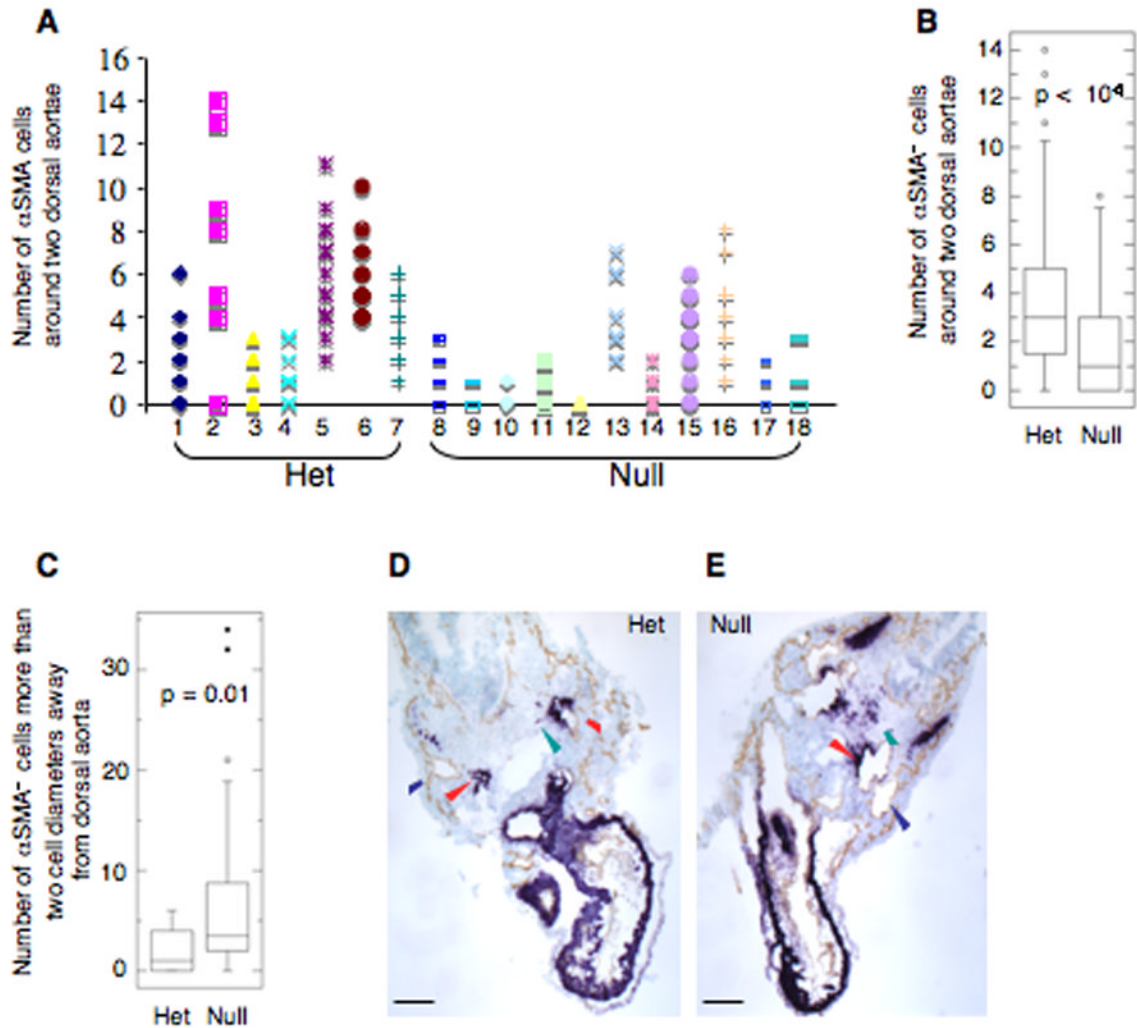 A
Number of αSMA cells
around two dorsal aortae
16
14
12
10
8
6
4
2
0
1 2 3 4 5 6 7 8 9 10 11 12 13 14 15 16 17 18
Het Null
B
Number of αSMA⁻ cells
around two dorsal aortae
14
12
10
8
6
4
2
0
p < 10⁻⁴
Het Null
C
Number of αSMA⁻ cells more than
two cell diameters away
from dorsal aorta
30
20
10
0
p = 0.01
Het Null
D
Het
E
Null